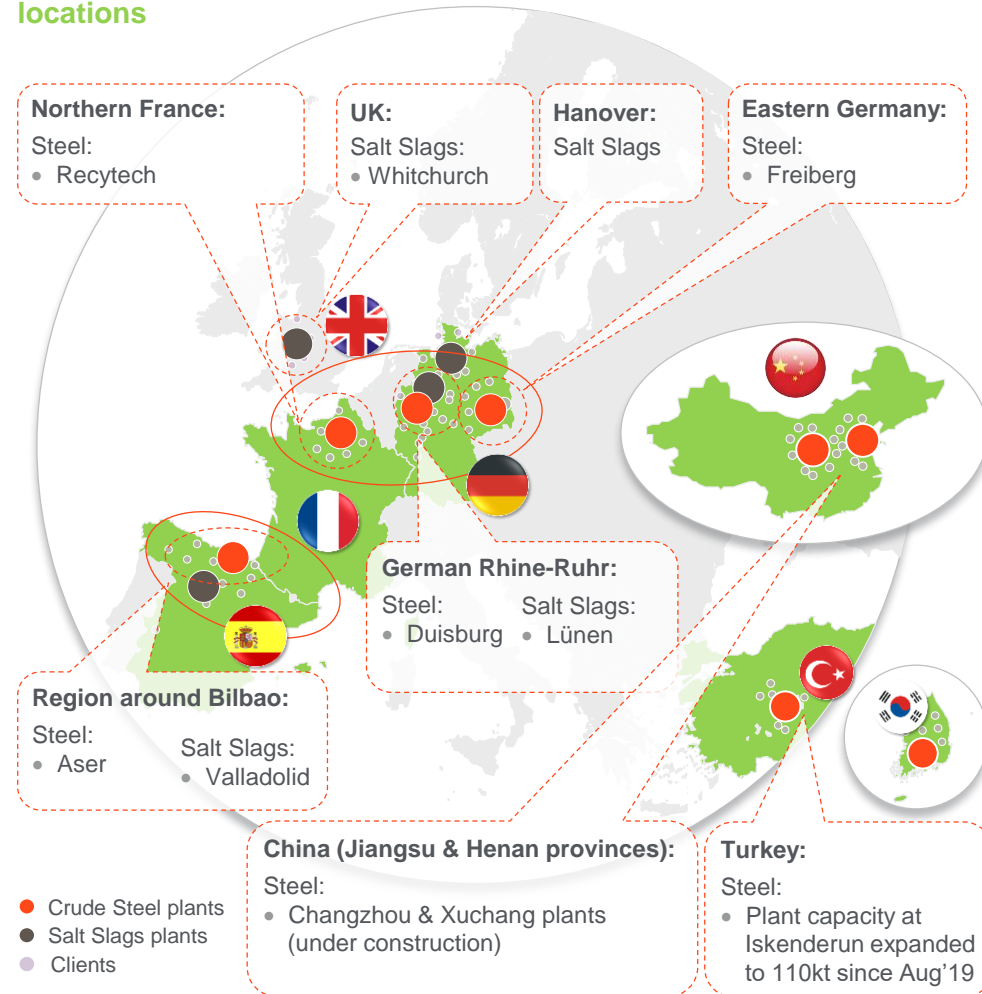 locations
Northern France:
Steel:
• Recytech
UK:
Salt Slags:
• Whitchurch
Hanover:
Salt Slags
Eastern Germany:
Steel:
• Freiberg
German Rhine-Ruhr:
Steel:
• Duisburg
Salt Slags:
• Lünen
Region around Bilbao:
Steel:
• Aser
Salt Slags:
• Valladolid
China (Jiangsu & Henan provinces):
Steel:
• Changzhou & Xuchang plants
(under construction)
Turkey:
Steel:
• Plant capacity at
Iskenderun expanded
to 110kt since Aug'19
Crude Steel plants
Salt Slags plants
Clients